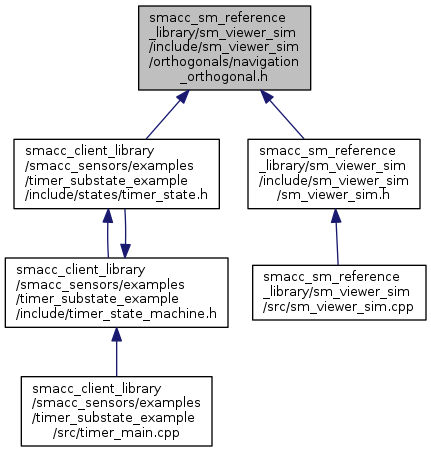 smacc_sm_reference
_library/sm_viewer_sim
/include/sm_viewer_sim
/orthogonals/navigation
_orthogonal.h
smacc_client_library
/smacc_sensors/examples
/timer_substate_example
/include/states/timer_state.h
smacc_sm_reference
_library/sm_viewer_sim
/include/sm_viewer_sim
/sm_viewer_sim.h
smacc_client_library
/smacc_sensors/examples
/timer_substate_example
/include/timer_state_machine.h
smacc_sm_reference
_library/sm_viewer_sim
/src/sm_viewer_sim.cpp
smacc_client_library
/smacc_sensors/examples
/timer_substate_example
/src/timer_main.cpp